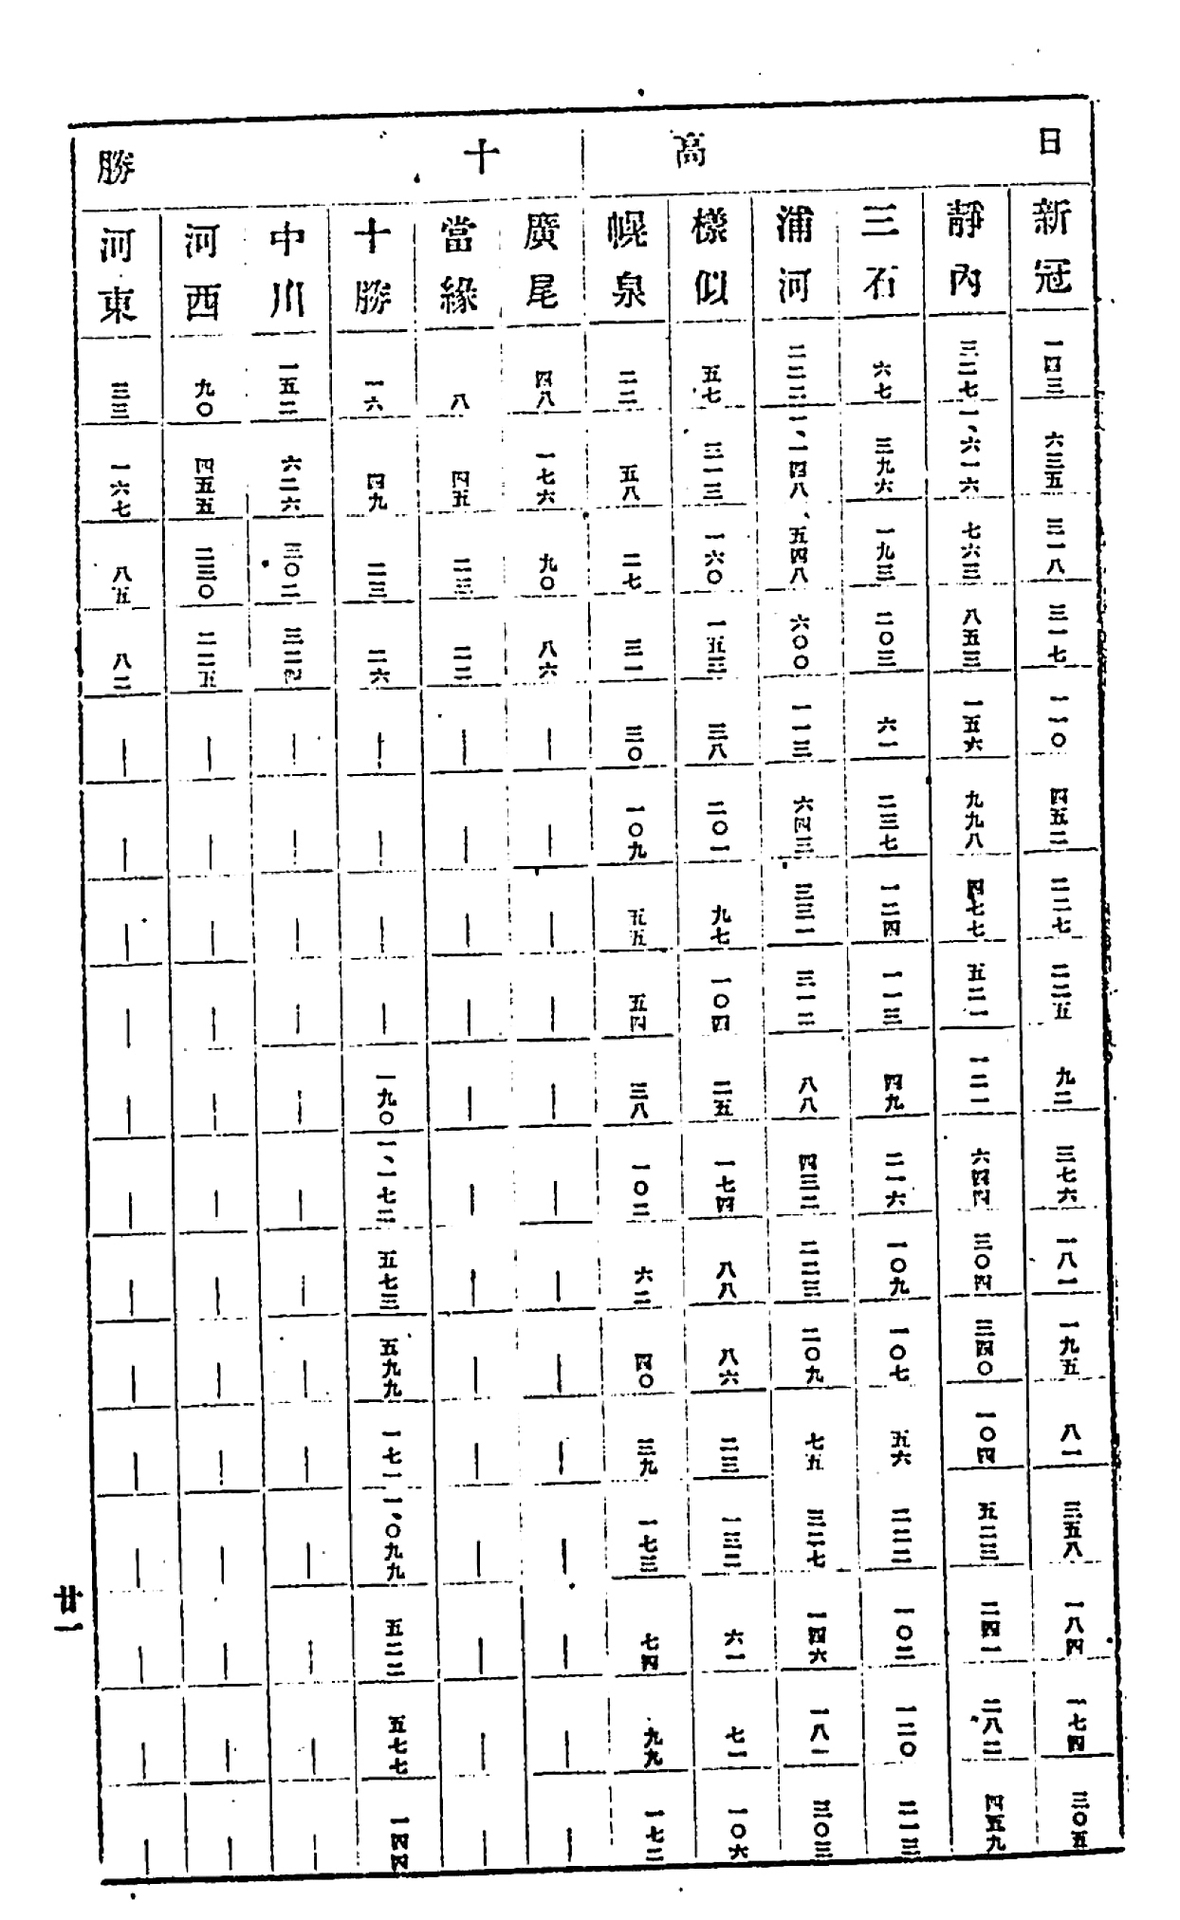 日高
十勝
新冠 一四三 六三五 三一八 三一七 一一〇 四五二 二二七 二二五 九二 三七六 一八一 一九五 八一 三五八 一八四 一七四 三〇五
靜內 三二七 一、六一六 七六三 八五三 一五六 九九八 四七七 五二一 一二一 六四四 三〇四 三四〇 一〇四 五二三 二四一 二八二 四五九
三石 六七 三九六 一九三 二〇三 六一 二三七 一二四 一一三 四九 二一六 一〇九 一〇七 五六 二二二 一〇二 一二〇 二一三
浦河 二二二 一、一四八 、五四八 六〇〇 一一三 六四三 三三一 三一二 八八 四三二 二二三 二〇九 七五 三二七 一四六 一八一 三〇三
樣似 五七 三一三 一六〇 一五三 三八 二〇一 九七 一〇四 二五 一七四 八八 八六 二三 一三二 六一 七一 一〇六
幌泉 二二 五八 二七 三一 三〇 一〇九 五五 五四 三八 一〇二 六二 四〇 三九 一七三 七四 九九 一七二
廣尾 四八 一七六 九〇 八六 ― ― ― ― ― ― ― ― ― ― ― ― ―
當緣 八 四五 二三 二二 ― ― ― ― ― ― ― ― ― ― ― ― ―
十勝 一六 四九 二三 二六 ― ― ― ― 一九〇 一、一七二 五七三 五九九 一七一 一、〇九九 五二二 五七七 一四四
中川 一五二 六二六 三〇二 三二四 ― ― ― ― ― ― ― ― ― ― ― ― ―
河西 九〇 四五五 二三〇 二二五 ― ― ― ― ― ― ― ― ― ― ― ― ―
河東 三三 一六七 八五 八二 ― ― ― ― ― ― ― ― ― ― ― ― ―
廿一